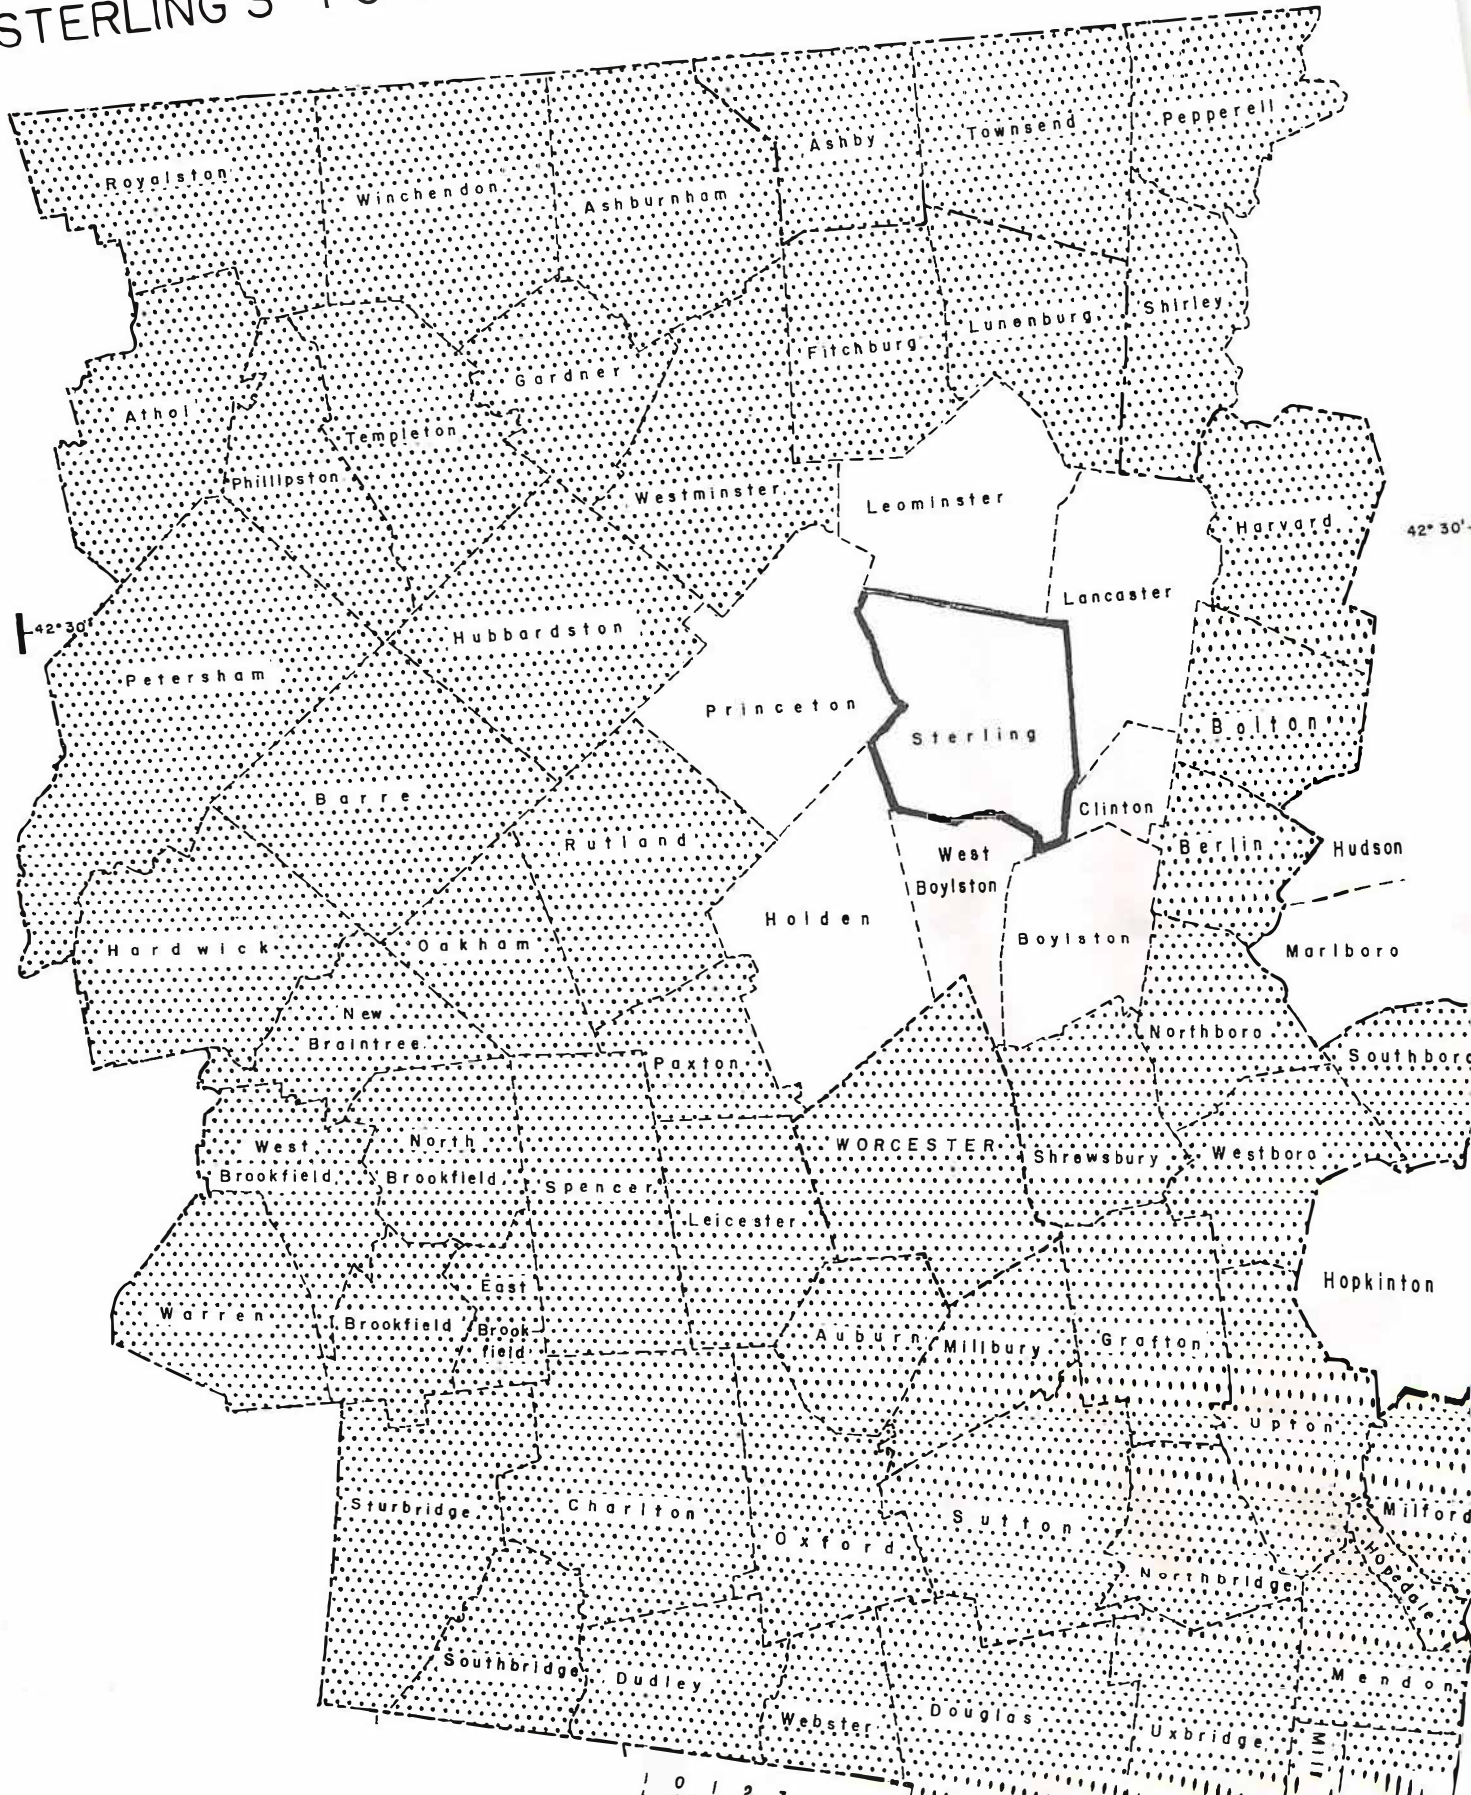 STERLING'S
Ashby
Townsend
Pepperell
Royalston
Winchendon
Ashburnham
Fitchburg
Lunenburg
Shirley
Athol
Gardner
Templeton
Phillipston
Westminster
Leominster
Harvard
42° 30'
Lancaster
42° 30'
Hubbardston
Petersham
Princeton
Sterling
Bolton
Barre
Clinton
Rutland
West
Boylston
Berlin
Hudson
Holden
Hardwick
Oakham
Boylston
Marlboro
New
Braintree
Northboro
Southboro
Paxton
West
Brookfield
North
Brookfield
WORCESTER
Shrewsbury
Westboro
Spencer
Leicester
Warren
Brookfield
East
Brook-
field
Auburn
Millbury
Grafton
Hopkinton
Upton
Sturbridge
Charlton
Oxford
Sutton
Milford
Northbridge
Hopedale
Southbridge
Dudley
Mendon
Webster
Douglas
Uxbridge
Mill
1 0 1 2